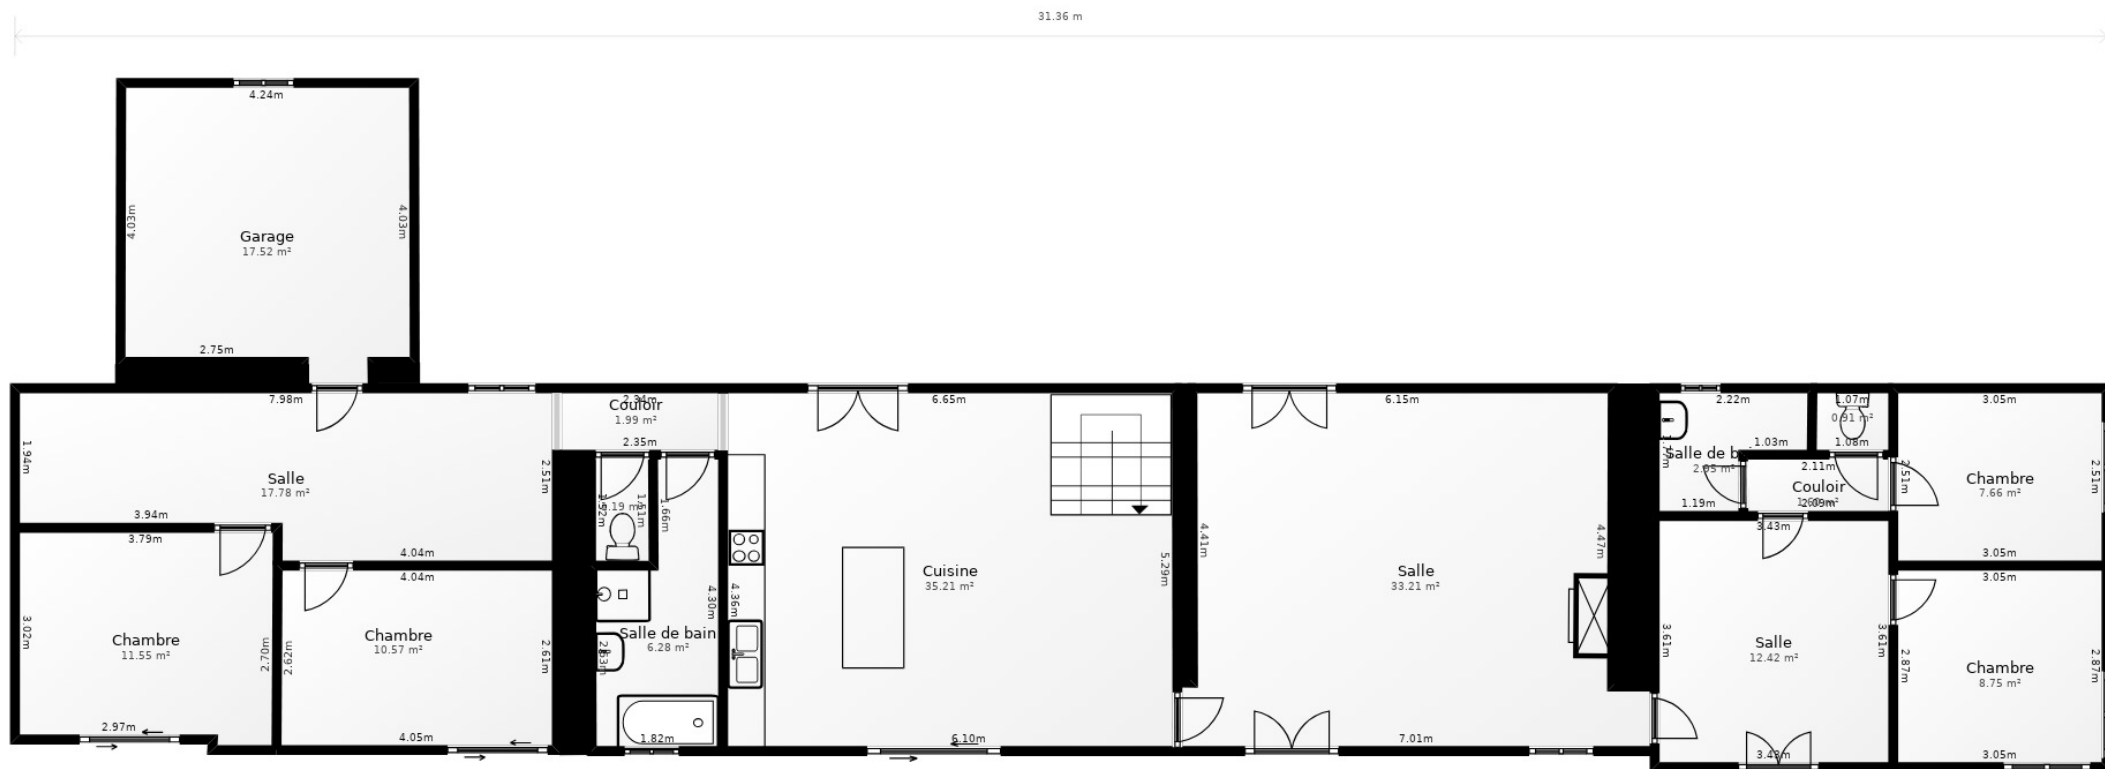 31.36 m
4.24m
4.03m
4.03m
Garage
17.52 m²
2.75m
7.98m
Couloir
1.99 m²
2.35m
6.65m
6.15m
2.22m
1.07m
0.91 m²
3.05m
1.94m
2.51m
Salle
17.78 m²
3.94m
3.79m
4.04m
4.04m
1.66m
Cuisine
35.21 m²
5.29m
4.41m
Salle
33.21 m²
4.47m
Salle de b
1.03m
1.08m
2.11m
Couloir
1.19m
3.43m
2.51m
2.51m
Chambre
7.66 m²
3.05m
3.05m
3.02m
Chambre
11.55 m²
2.70m
2.62m
Chambre
10.57 m²
2.61m
Salle de bain
6.28 m²
4.30m
4.36m
3.61m
Salle
12.42 m²
3.61m
2.87m
Chambre
8.75 m²
2.87m
2.97m
4.05m
1.82m
6.10m
7.01m
3.43m
3.05m